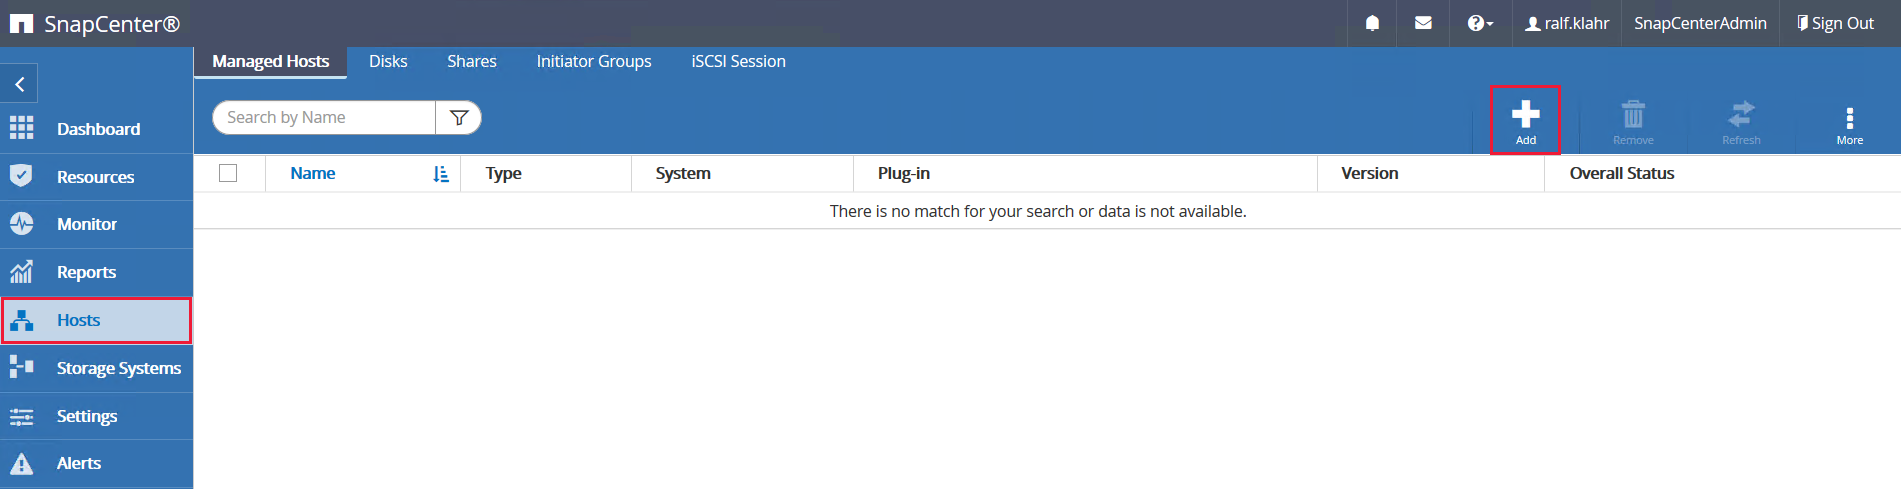 SnapCenter® ralf.klahr SnapCenterAdmin Sign Out
Managed Hosts Disks Shares Initiator Groups iSCSI Session
Search by Name
Add Remove Refresh More
Name Type System Plug-in Version Overall Status
There is no match for your search or data is not available.
Dashboard
Resources
Monitor
Reports
Hosts
Storage Systems
Settings
Alerts